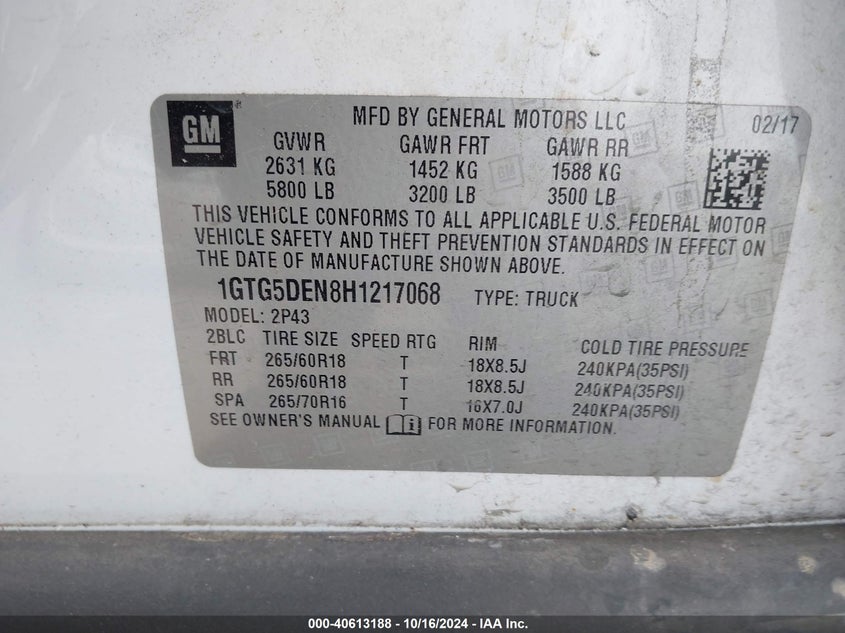 GM ® MFD BY GENERAL MOTORS LLC 02/17
GVWR GAWR FRT GAWR RR
2631 KG 1452 KG 1588 KG
5800 LB 3200 LB 3500 LB
THIS VEHICLE CONFORMS TO ALL APPLICABLE U.S. FEDERAL MOTOR
VEHICLE SAFETY AND THEFT PREVENTION STANDARDS IN EFFECT ON
THE DATE OF MANUFACTURE SHOWN ABOVE.
1GTG5DEN8H1217068 TYPE: TRUCK
MODEL: 2P43
2BLC TIRE SIZE SPEED RTG RIM COLD TIRE PRESSURE
FRT 265/60R18 T 18X8.5J 240KPA(35PSI)
RR 265/60R18 T 18X8.5J 240KPA(35PSI)
SPA 265/70R16 T 16X7.0J 240KPA(35PSI)
SEE OWNER'S MANUAL i FOR MORE INFORMATION.
000-40613188 - 10/16/2024 - IAA Inc.